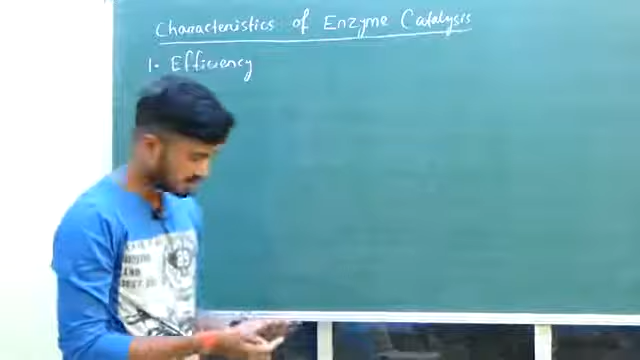 Characteristics of Enzyme Catalysis
1. Efficiency